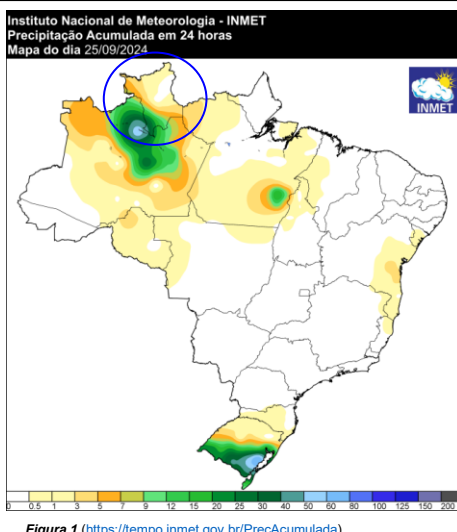 Instituto Nacional de Meteorologia - INMET
Precipitação Acumulada em 24 horas
Mapa do dia 25/09/2024
INMET
0 0.5 1 3 5 7 9 12 15 20 25 30 40 50 60 80 100 125 150 200
Figura 1 (https://tempo.inmet.gov.br/PrecAcumulada)